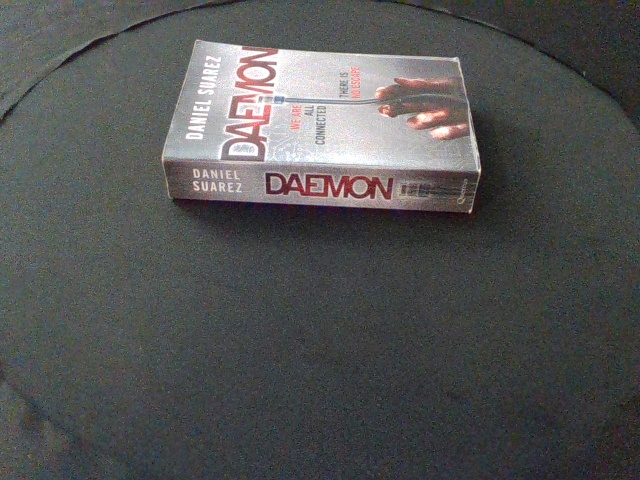 DANIEL SUAREZ
DAEMON
WE ARE
ALL
CONNECTED
THERE IS
NO ESCAPE
DANIEL
SUAREZ
DAEMON